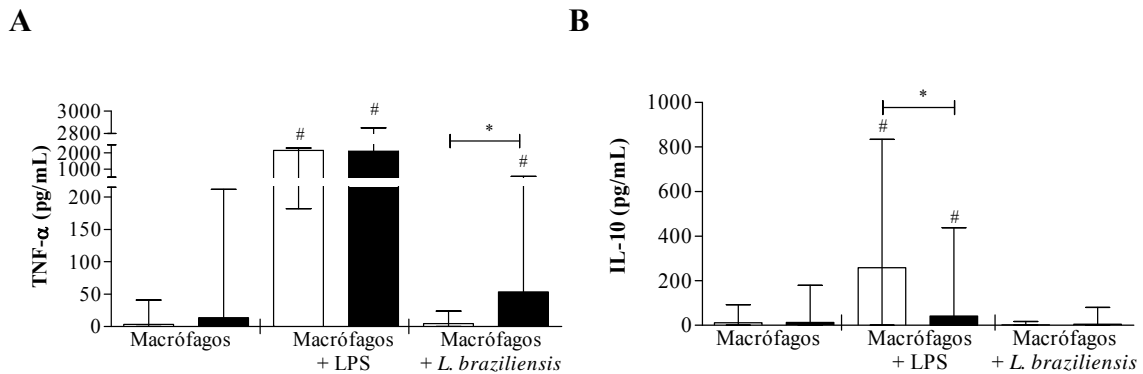 A
B
TNF-α (pg/mL)
3000
2800
2000
1000
200
150
100
50
0
#
#
*
#
Macrófagos
Macrófagos
+ LPS
Macrófagos
+ L. braziliensis
IL-10 (pg/mL)
1000
800
600
400
200
0
*
#
#
Macrófagos
Macrófagos
+ LPS
Macrófagos
+ L. braziliensis